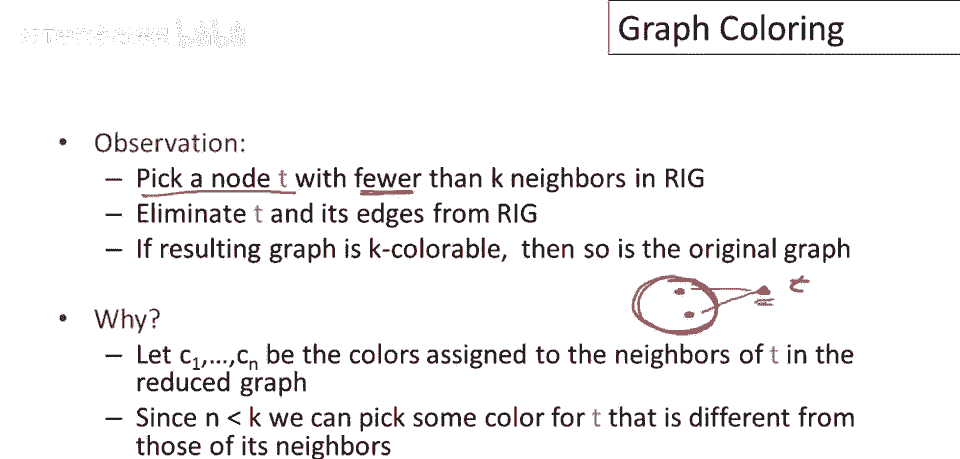 Graph Coloring
• Observation:
– Pick a node t with fewer than k neighbors in RIG
– Eliminate t and its edges from RIG
– If resulting graph is k-colorable, then so is the original graph
t
• Why?
– Let c1,...,cn be the colors assigned to the neighbors of t in the
reduced graph
– Since n < k we can pick some color for t that is different from
those of its neighbors